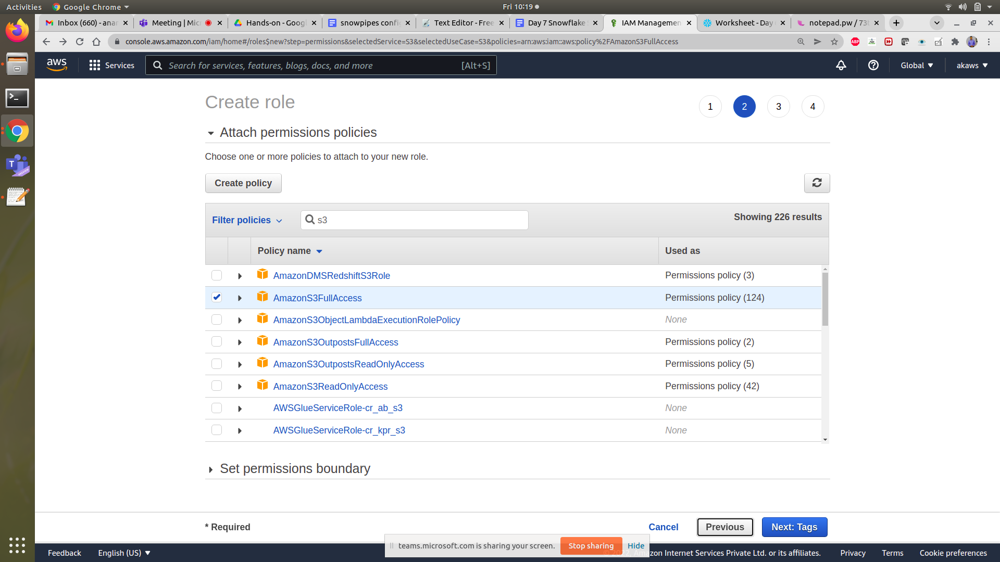 Activities Google Chrome Fri 10:19
Inbox (660) - anar Meeting | Mic Hands-on - Goog snowpipes config Text Editor - Free Day 7 Snowflake IAM Managemen Worksheet - Day notepad.pw / 73b
console.aws.amazon.com/iam/home#/roles$new?step=permissions&selectedService=S3&selectedUseCase=S3&policies=arn:aws:iam::aws:policy%2FAmazonS3FullAccess
aws Services Search for services, features, blogs, docs, and more [Alt+S] Global akaws
Create role 1 2 3 4
Attach permissions policies
Choose one or more policies to attach to your new role.
Create policy
Filter policies s3 Showing 226 results
Policy name Used as
AmazonDMSRedshiftS3Role Permissions policy (3)
AmazonS3FullAccess Permissions policy (124)
AmazonS3ObjectLambdaExecutionRolePolicy None
AmazonS3OutpostsFullAccess Permissions policy (2)
AmazonS3OutpostsReadOnlyAccess Permissions policy (5)
AmazonS3ReadOnlyAccess Permissions policy (42)
AWSGlueServiceRole-cr_ab_s3 None
AWSGlueServiceRole-cr_kpr_s3 None
Set permissions boundary
* Required Cancel Previous Next: Tags
teams.microsoft.com is sharing your screen. Stop sharing Hide
Feedback English (US) © 2022, Amazon Internet Services Private Ltd. or its affiliates. Privacy Terms Cookie preferences